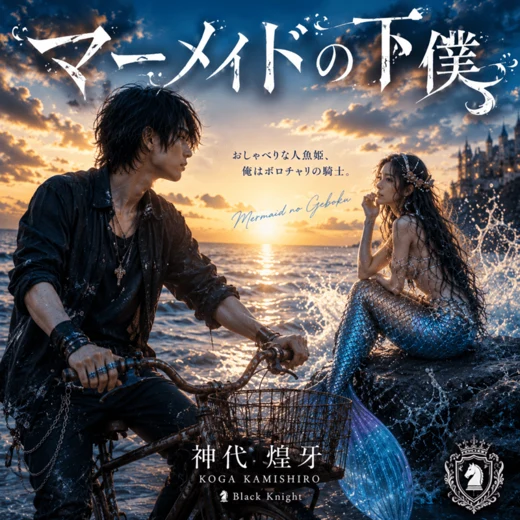 マーメイドの下僕
おしゃべりな人魚姫、
俺はボロチャリの騎士。
Mermaid no Geboku
神代 煌牙
KOGA KAMISHIRO
Black Knight